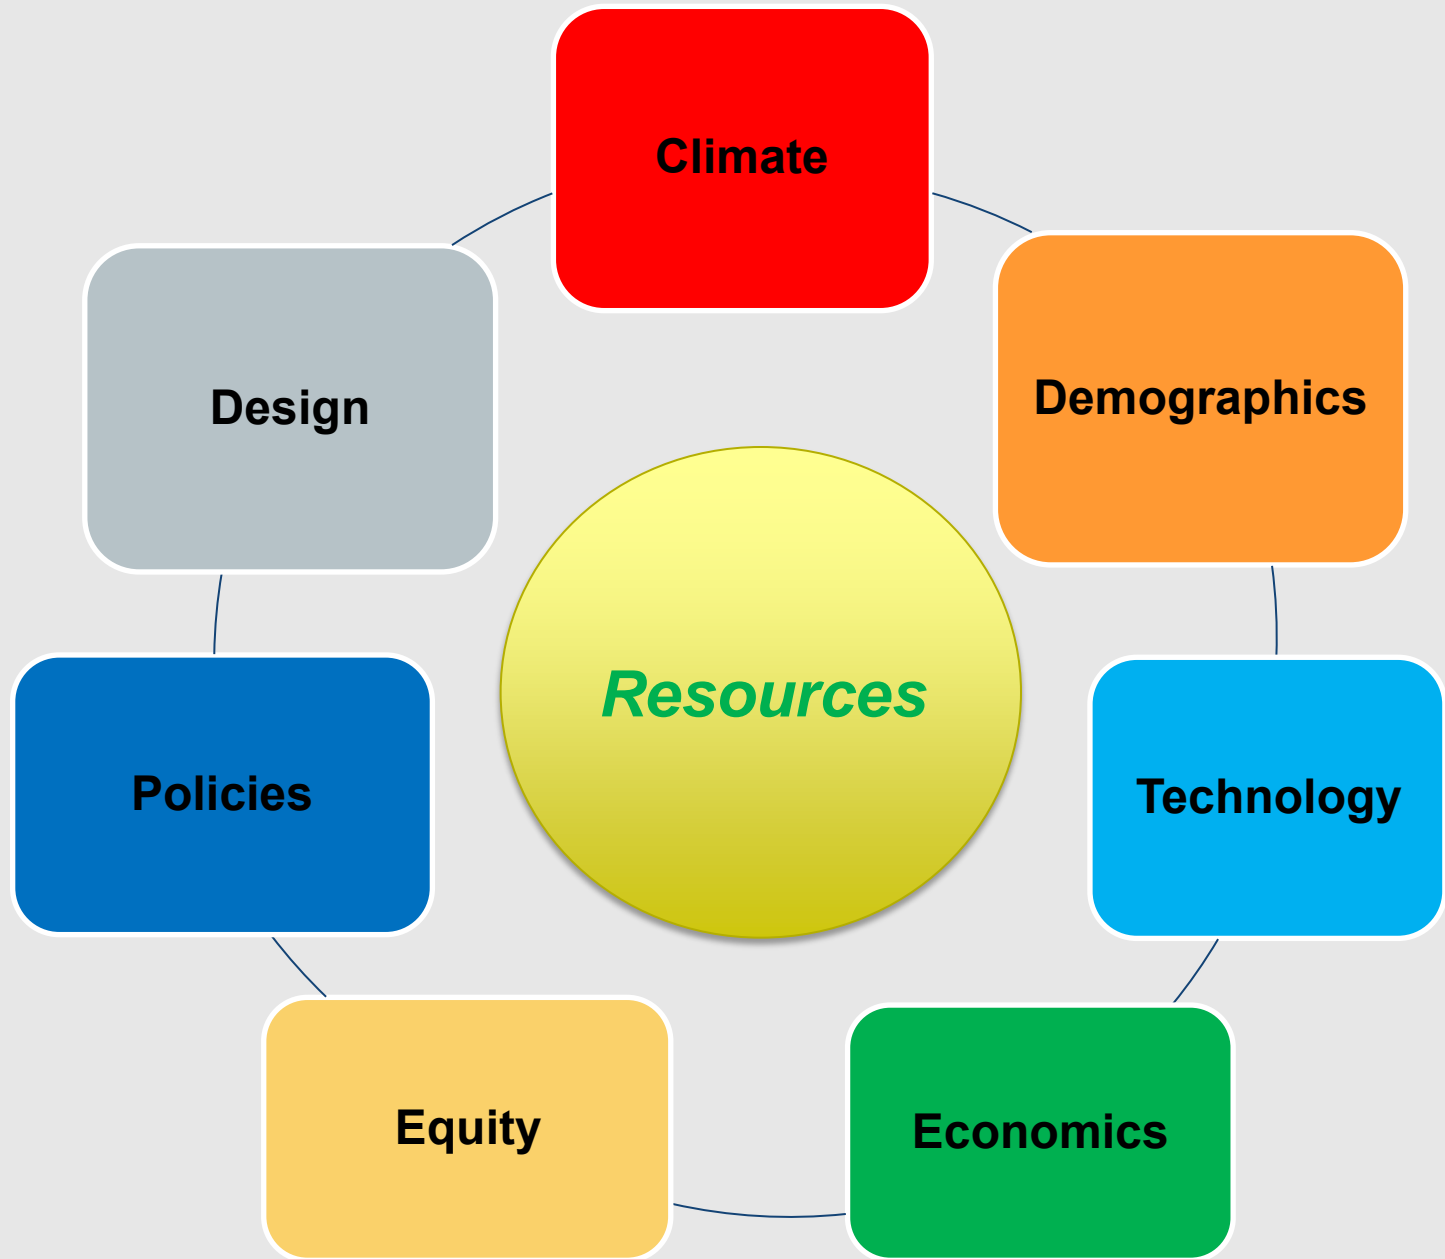 Climate
Demographics
Design
Resources
Policies
Technology
Equity
Economics